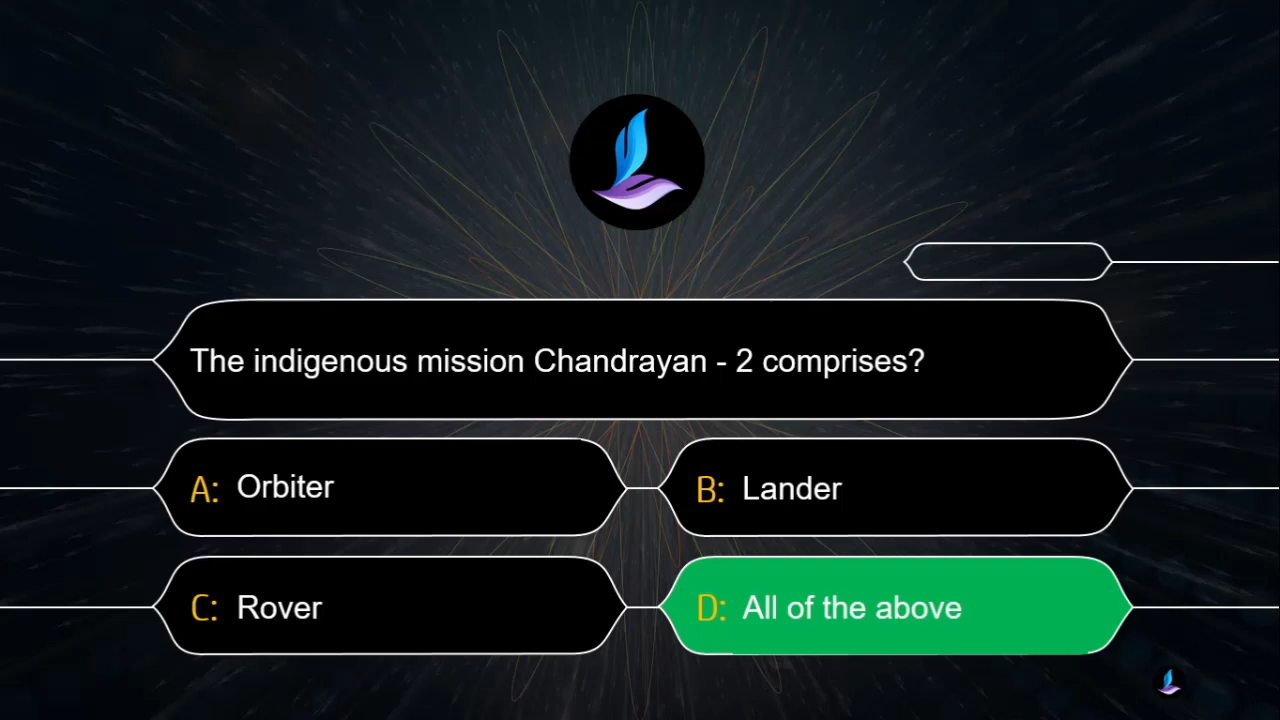 The indigenous mission Chandrayan - 2 comprises?
A: Orbiter
B: Lander
C: Rover
D: All of the above